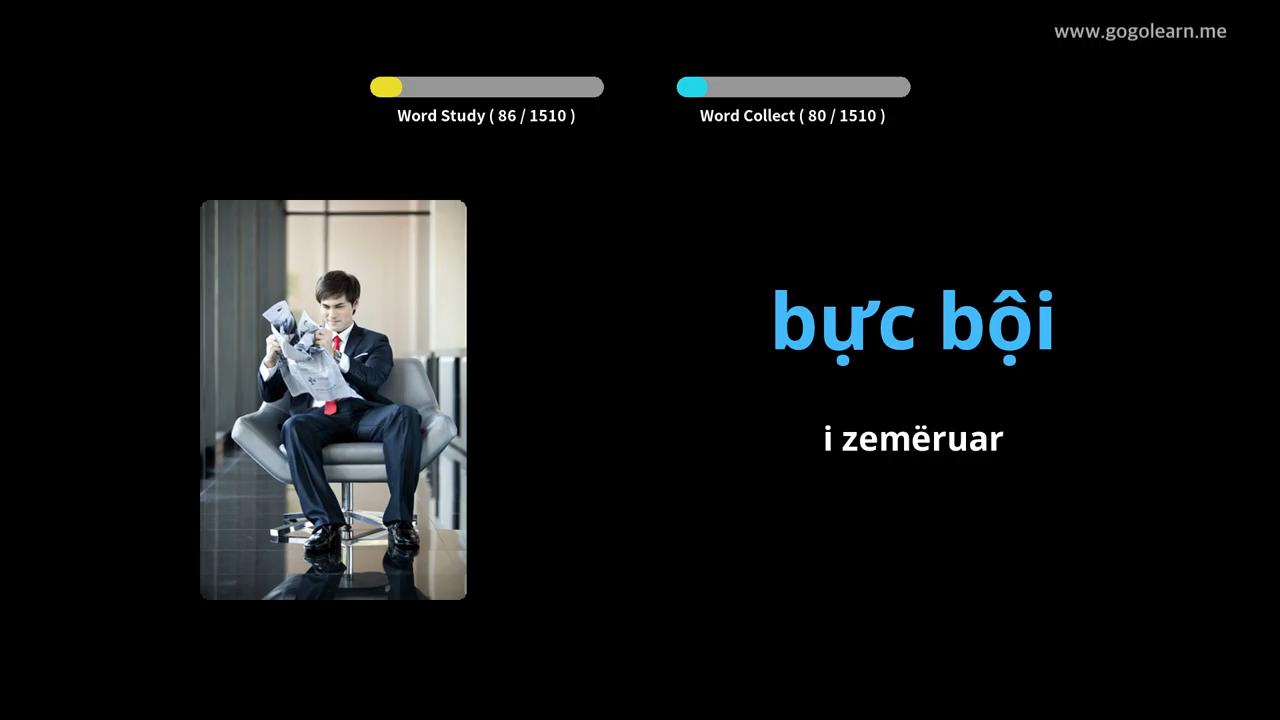 www.gogolearn.me
Word Study ( 86 / 1510 )
Word Collect ( 80 / 1510 )
bực bội
i zemëruar